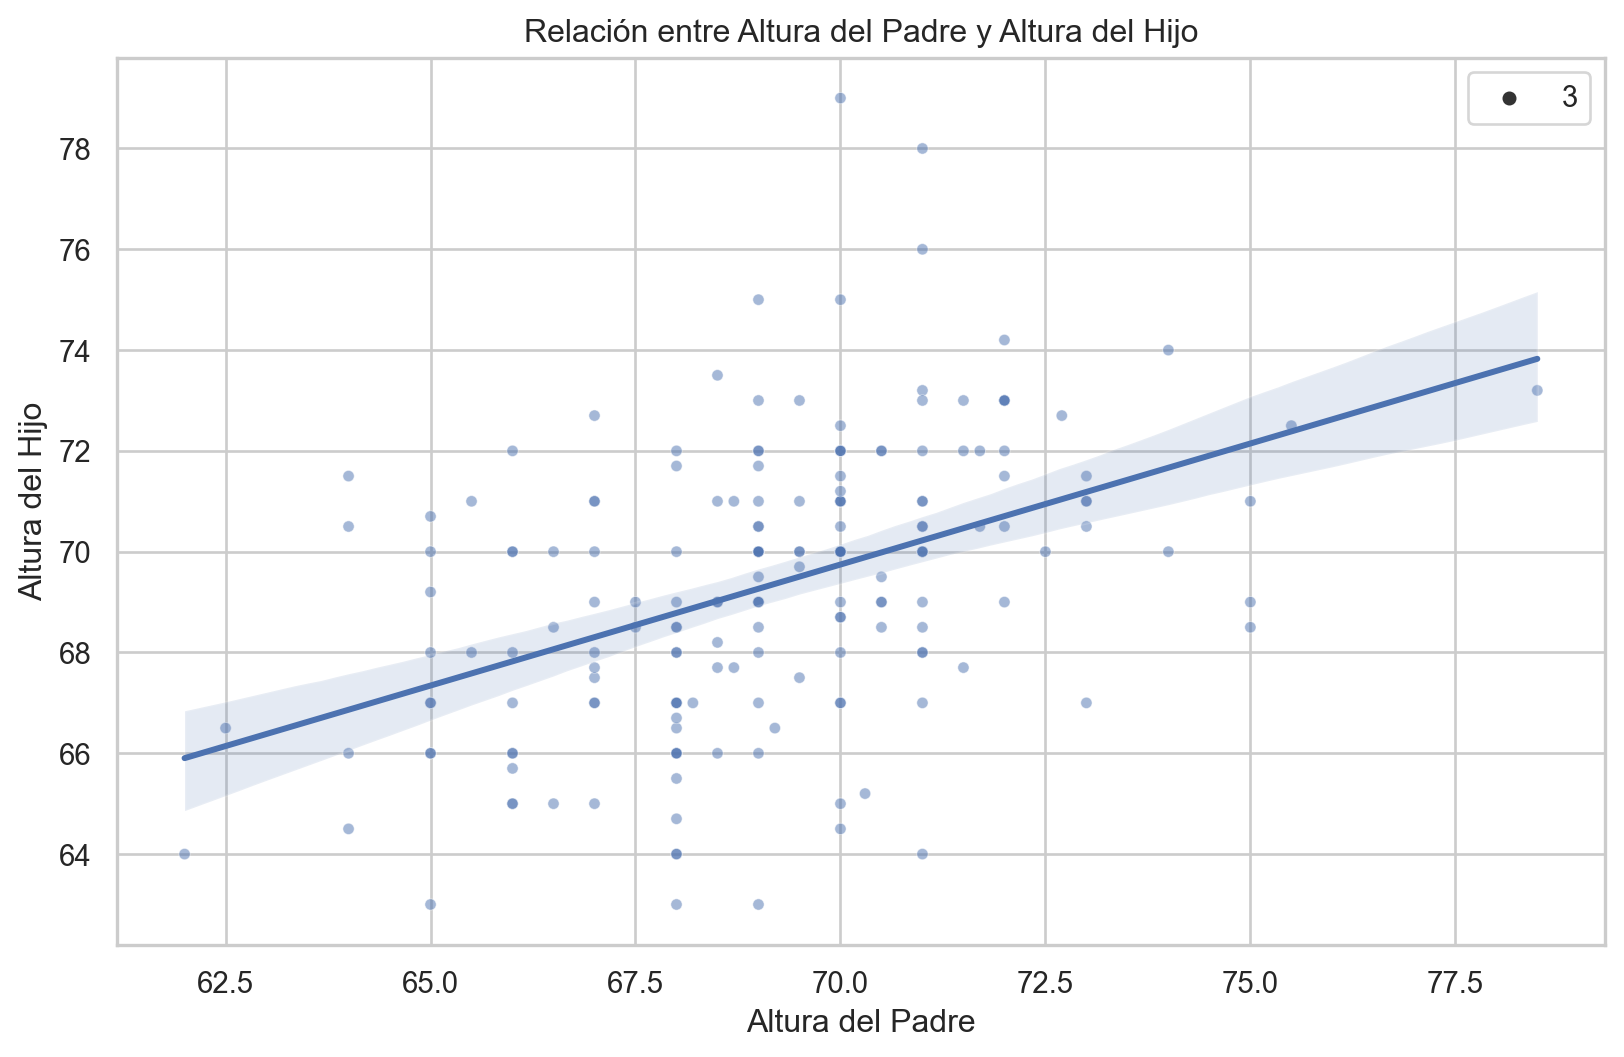 Relación entre Altura del Padre y Altura del Hijo
3
78
76
74
72
70
68
66
64
Altura del Hijo
62.5 65.0 67.5 70.0 72.5 75.0 77.5
Altura del Padre